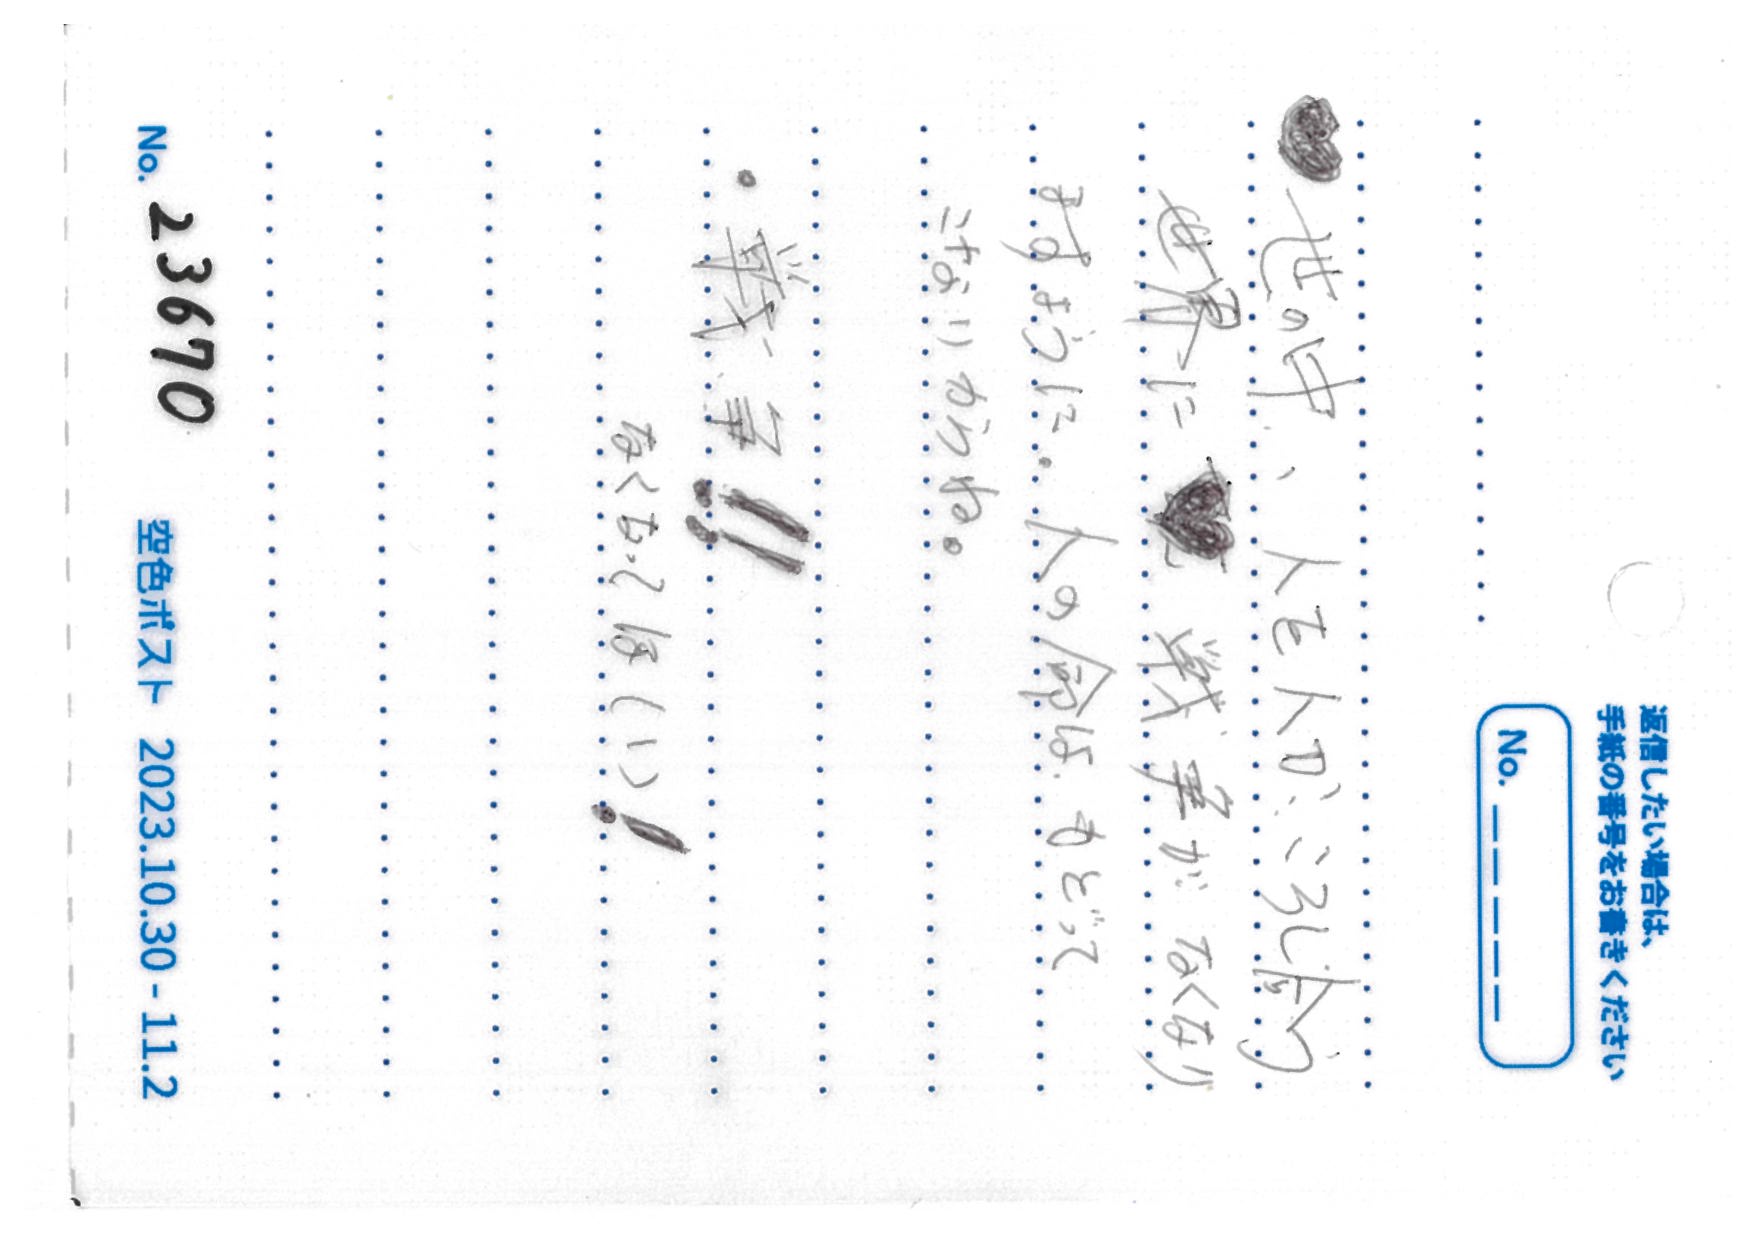 返信したい場合は、
手紙の番号をお書きください
No. _ _ _ _ _
♥ 世の中、人を人がころし合う
世界に♥戦争がなくなり
ますように。人の命はもどって
こないからね。
・戦争!!
なくなってほしい!
No. 23670
空色ポスト 2023.10.30 - 11.2